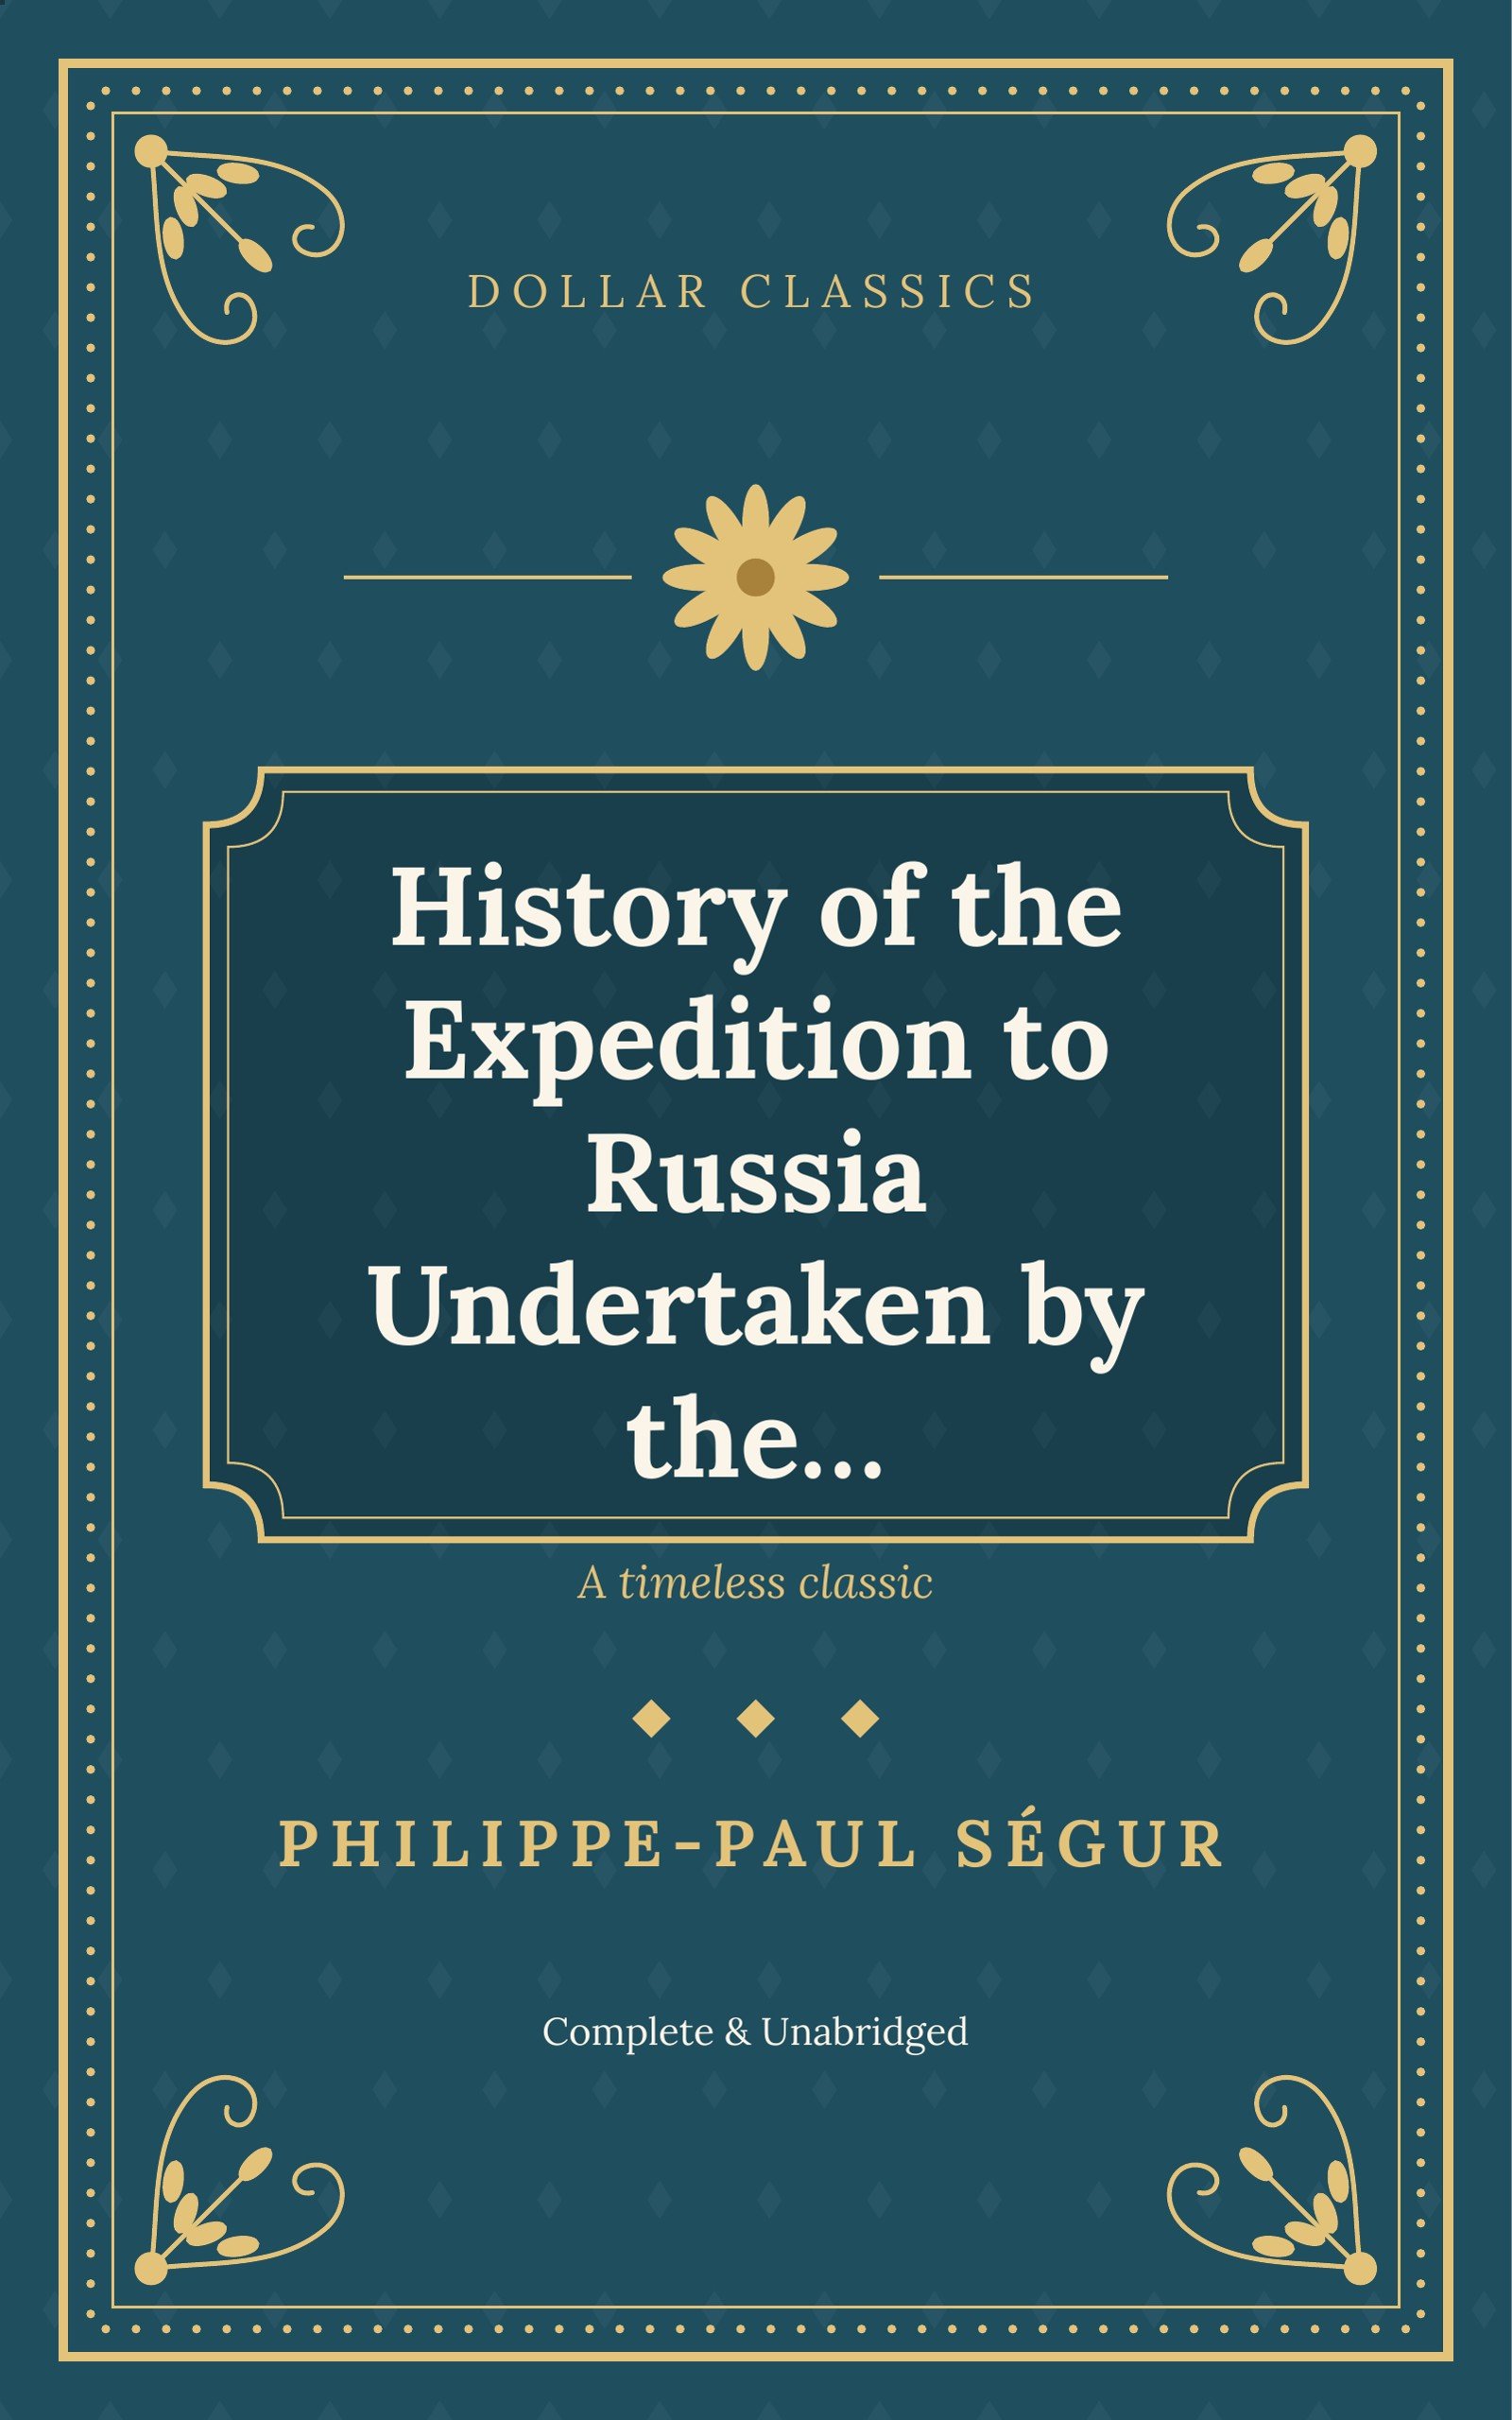 DOLLAR CLASSICS
History of the
Expedition to
Russia
Undertaken by
the...
A timeless classic
PHILIPPE-PAUL SÉGUR
Complete & Unabridged